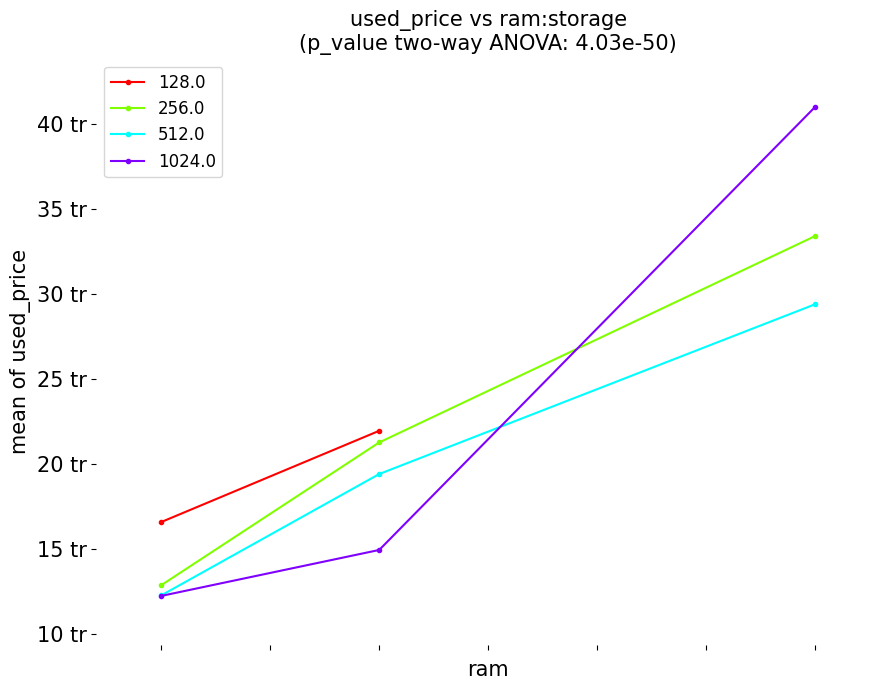 used_price vs ram:storage
(p_value two-way ANOVA: 4.03e-50)
128.0
256.0
512.0
1024.0
40 tr
35 tr
30 tr
25 tr
20 tr
15 tr
10 tr
mean of used_price
ram